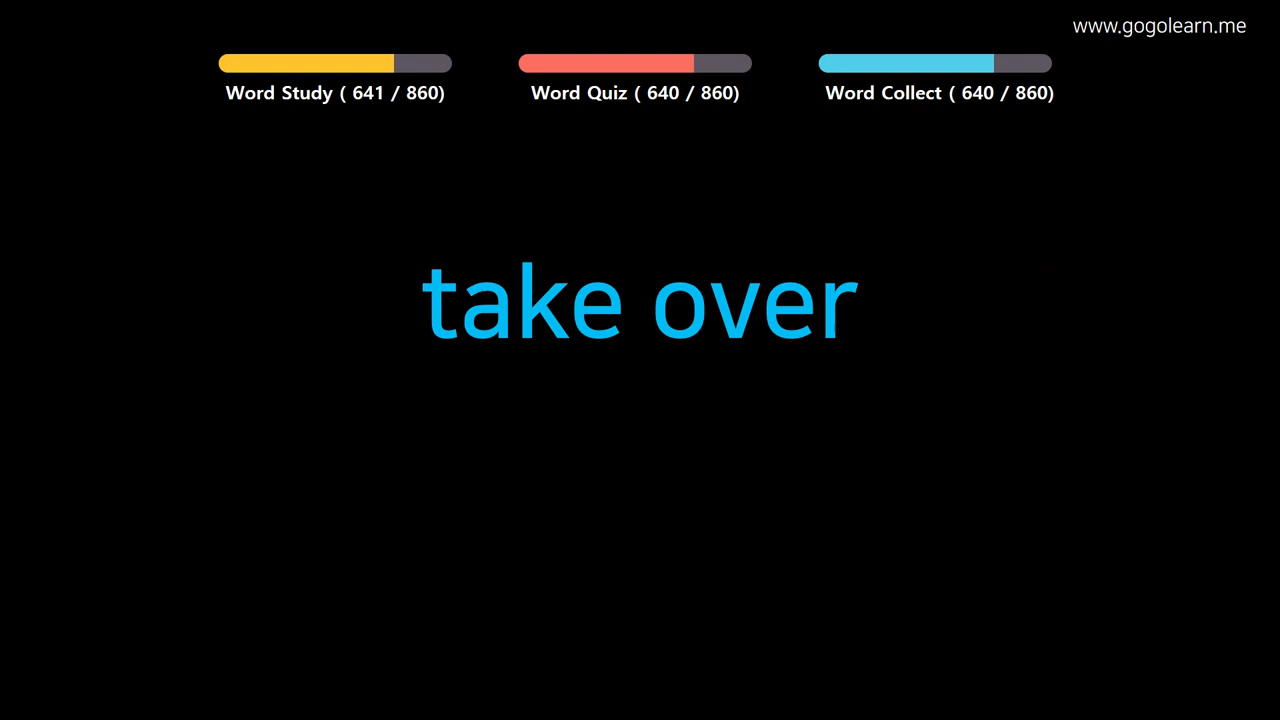 www.gogolearn.me
Word Study ( 641 / 860)
Word Quiz ( 640 / 860)
Word Collect ( 640 / 860)
take over